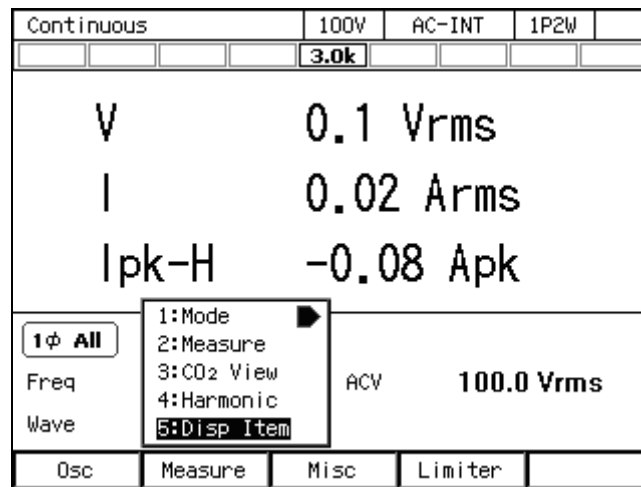 Continuous 100V AC-INT 1P2W
3.0k
V 0.1 Vrms
I 0.02 Arms
Ipk-H -0.08 Apk
1ϕ All
1:Mode
2:Measure
3:CO₂ View
4:Harmonic
5:Disp Item
Freq ACV 100.0 Vrms
Wave
Osc Measure Misc Limiter